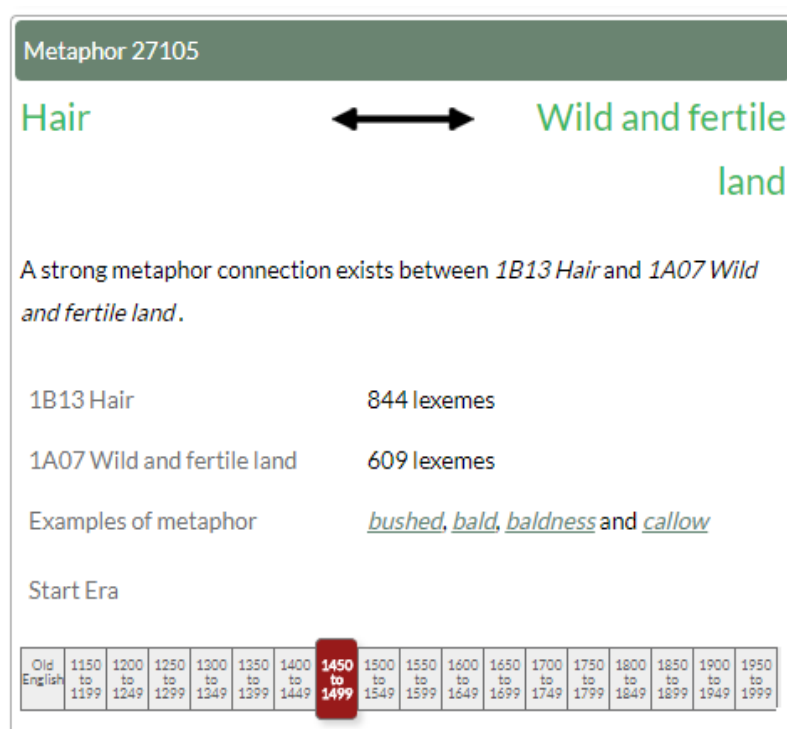 Metaphor 27105
Hair Wild and fertile
land
A strong metaphor connection exists between 1B13 Hair and 1A07 Wild
and fertile land .
1B13 Hair 844 lexemes
1A07 Wild and fertile land 609 lexemes
Examples of metaphor bushed, bald, baldness and callow
Start Era
Old English 1150 to 1199 1200 to 1249 1250 to 1299 1300 to 1349 1350 to 1399 1400 to 1449 1450 to 1499 1500 to 1549 1550 to 1599 1600 to 1649 1650 to 1699 1700 to 1749 1750 to 1799 1800 to 1849 1850 to 1899 1900 to 1949 1950 to 1999